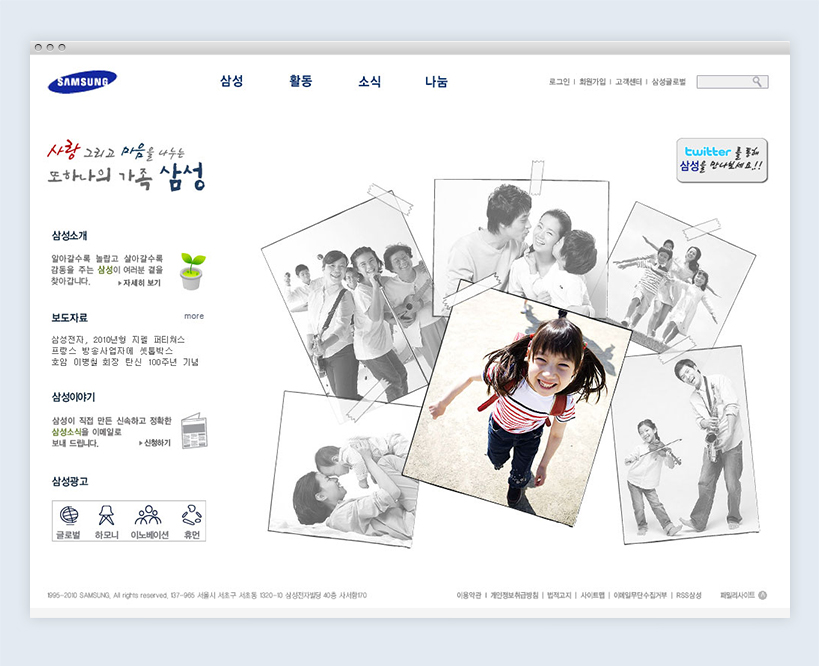 SAMSUNG
삼성 활동 소식 나눔
로그인 | 회원가입 | 고객센터 | 삼성글로벌
사랑 그리고 마음을 나누는
또하나의 가족 삼성
twitter 를 통해
삼성을 만나보세요!!
삼성소개
알아갈수록 놀랍고 살아갈수록
감동을 주는 삼성이 여러분 곁을
찾아갑니다. 자세히 보기
보도자료 more
삼성전자, 2010년형 지펠 퍼티쳐스
프랑스 방송사업자에 셋톱박스
호암 이병철 회장 탄신 100주년 기념
삼성이야기
삼성이 직접 만든 신속하고 정확한
삼성소식을 이메일로
보내 드립니다. 신청하기
삼성광고
글로벌 하모니 이노베이션 휴먼
1995-2010 SAMSUNG, All rights reserved, 137-965 서울시 서초구 서초동 1320-10 삼성전자빌딩 40층 사서함170
이용약관 | 개인정보취급방침 | 법적고지 | 사이트맵 | 이메일무단수집거부 | RSS삼성 패밀리사이트